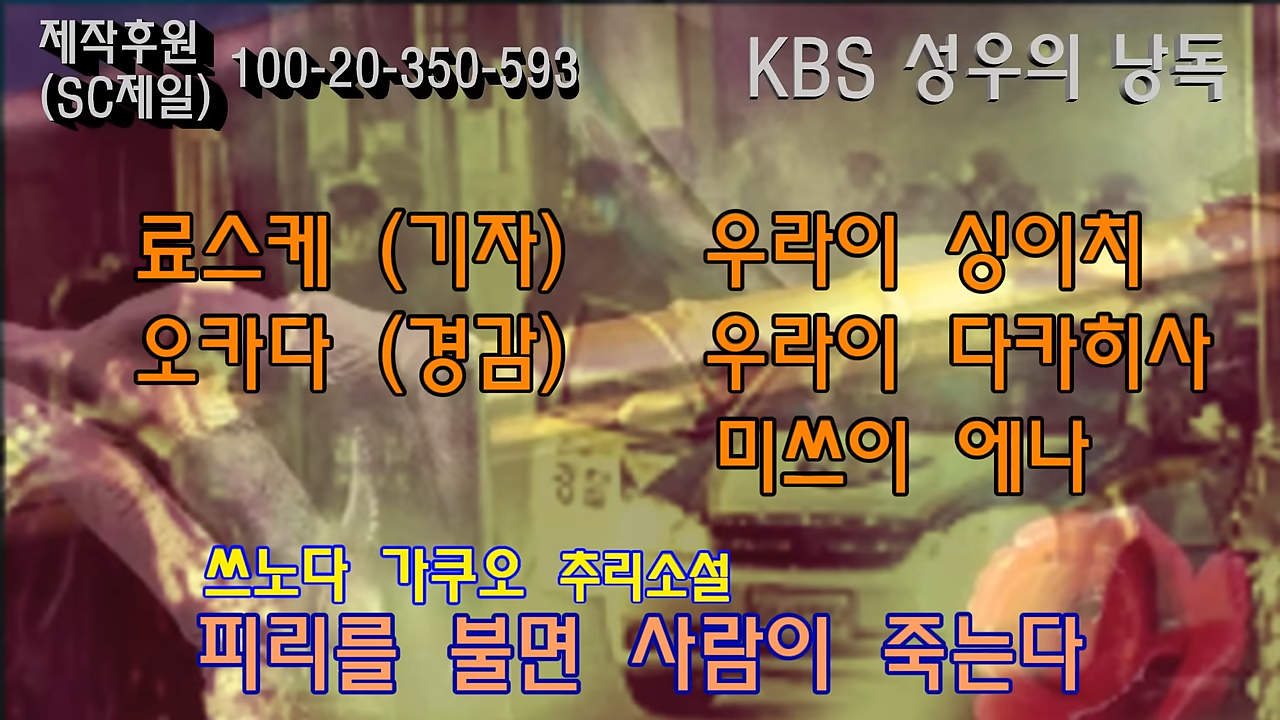 제작후원
(SC제일)
100-20-350-593
KBS 성우의 낭독
료스케 (기자)
오카다 (경감)
우라이 싱이치
우라이 다카히사
미쓰이 에나
쓰노다 가쿠오 추리소설
피리를 불면 사람이 죽는다